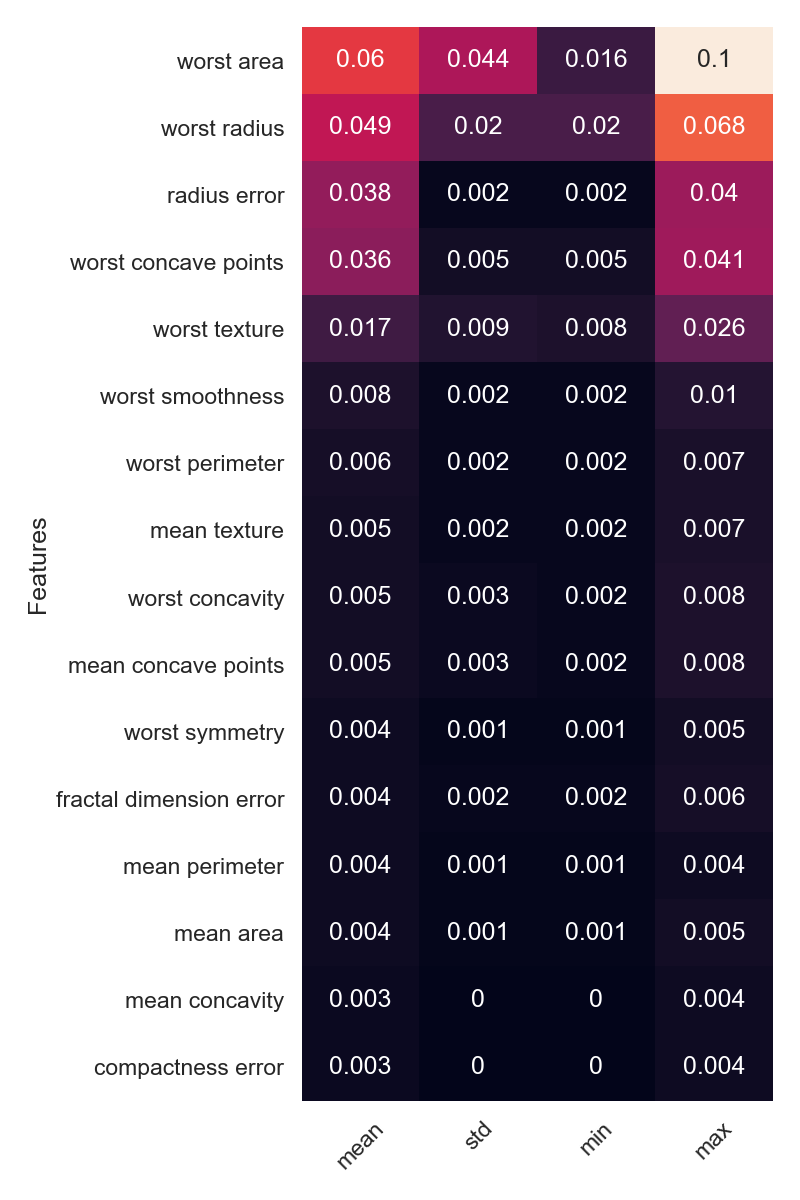 worst area 0.06 0.044 0.016 0.1
worst radius 0.049 0.02 0.02 0.068
radius error 0.038 0.002 0.002 0.04
worst concave points 0.036 0.005 0.005 0.041
worst texture 0.017 0.009 0.008 0.026
worst smoothness 0.008 0.002 0.002 0.01
worst perimeter 0.006 0.002 0.002 0.007
mean texture 0.005 0.002 0.002 0.007
Features
worst concavity 0.005 0.003 0.002 0.008
mean concave points 0.005 0.003 0.002 0.008
worst symmetry 0.004 0.001 0.001 0.005
fractal dimension error 0.004 0.002 0.002 0.006
mean perimeter 0.004 0.001 0.001 0.004
mean area 0.004 0.001 0.001 0.005
mean concavity 0.003 0 0 0.004
compactness error 0.003 0 0 0.004
mean std min max